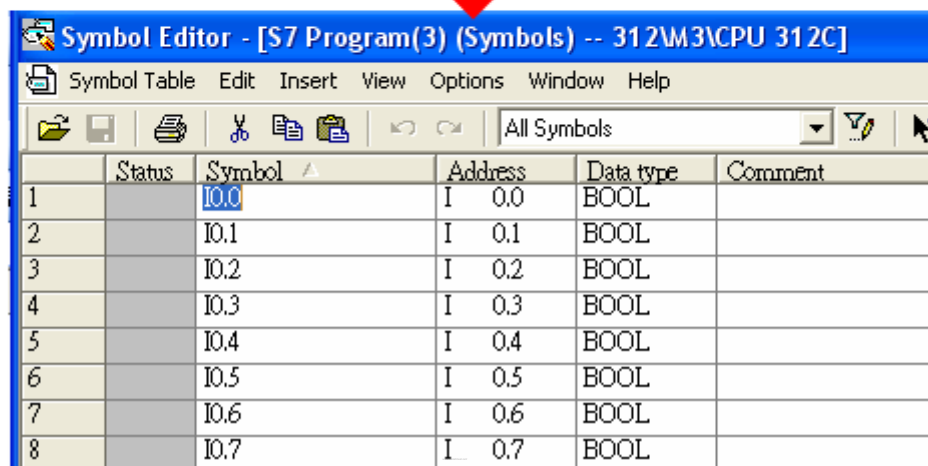 Symbol Editor - [S7 Program(3) (Symbols) -- 312\M3\CPU 312C]
Symbol Table Edit Insert View Options Window Help
All Symbols
Status Symbol Address Data type Comment
1 I0.0 I 0.0 BOOL
2 I0.1 I 0.1 BOOL
3 I0.2 I 0.2 BOOL
4 I0.3 I 0.3 BOOL
5 I0.4 I 0.4 BOOL
6 I0.5 I 0.5 BOOL
7 I0.6 I 0.6 BOOL
8 I0.7 I 0.7 BOOL